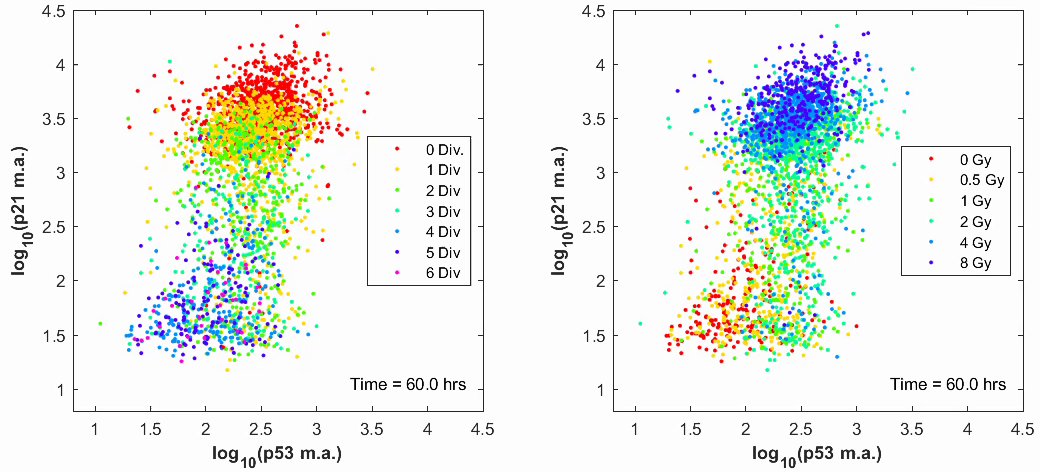 4.5
4
3.5
3
2.5
2
1.5
1
log10(p21 m.a.)
0 Div.
1 Div
2 Div
3 Div
4 Div
5 Div
6 Div
Time = 60.0 hrs
1 1.5 2 2.5 3 3.5 4 4.5
log10(p53 m.a.)
4.5
4
3.5
3
2.5
2
1.5
1
log10(p21 m.a.)
0 Gy
0.5 Gy
1 Gy
2 Gy
4 Gy
8 Gy
Time = 60.0 hrs
1 1.5 2 2.5 3 3.5 4 4.5
log10(p53 m.a.)